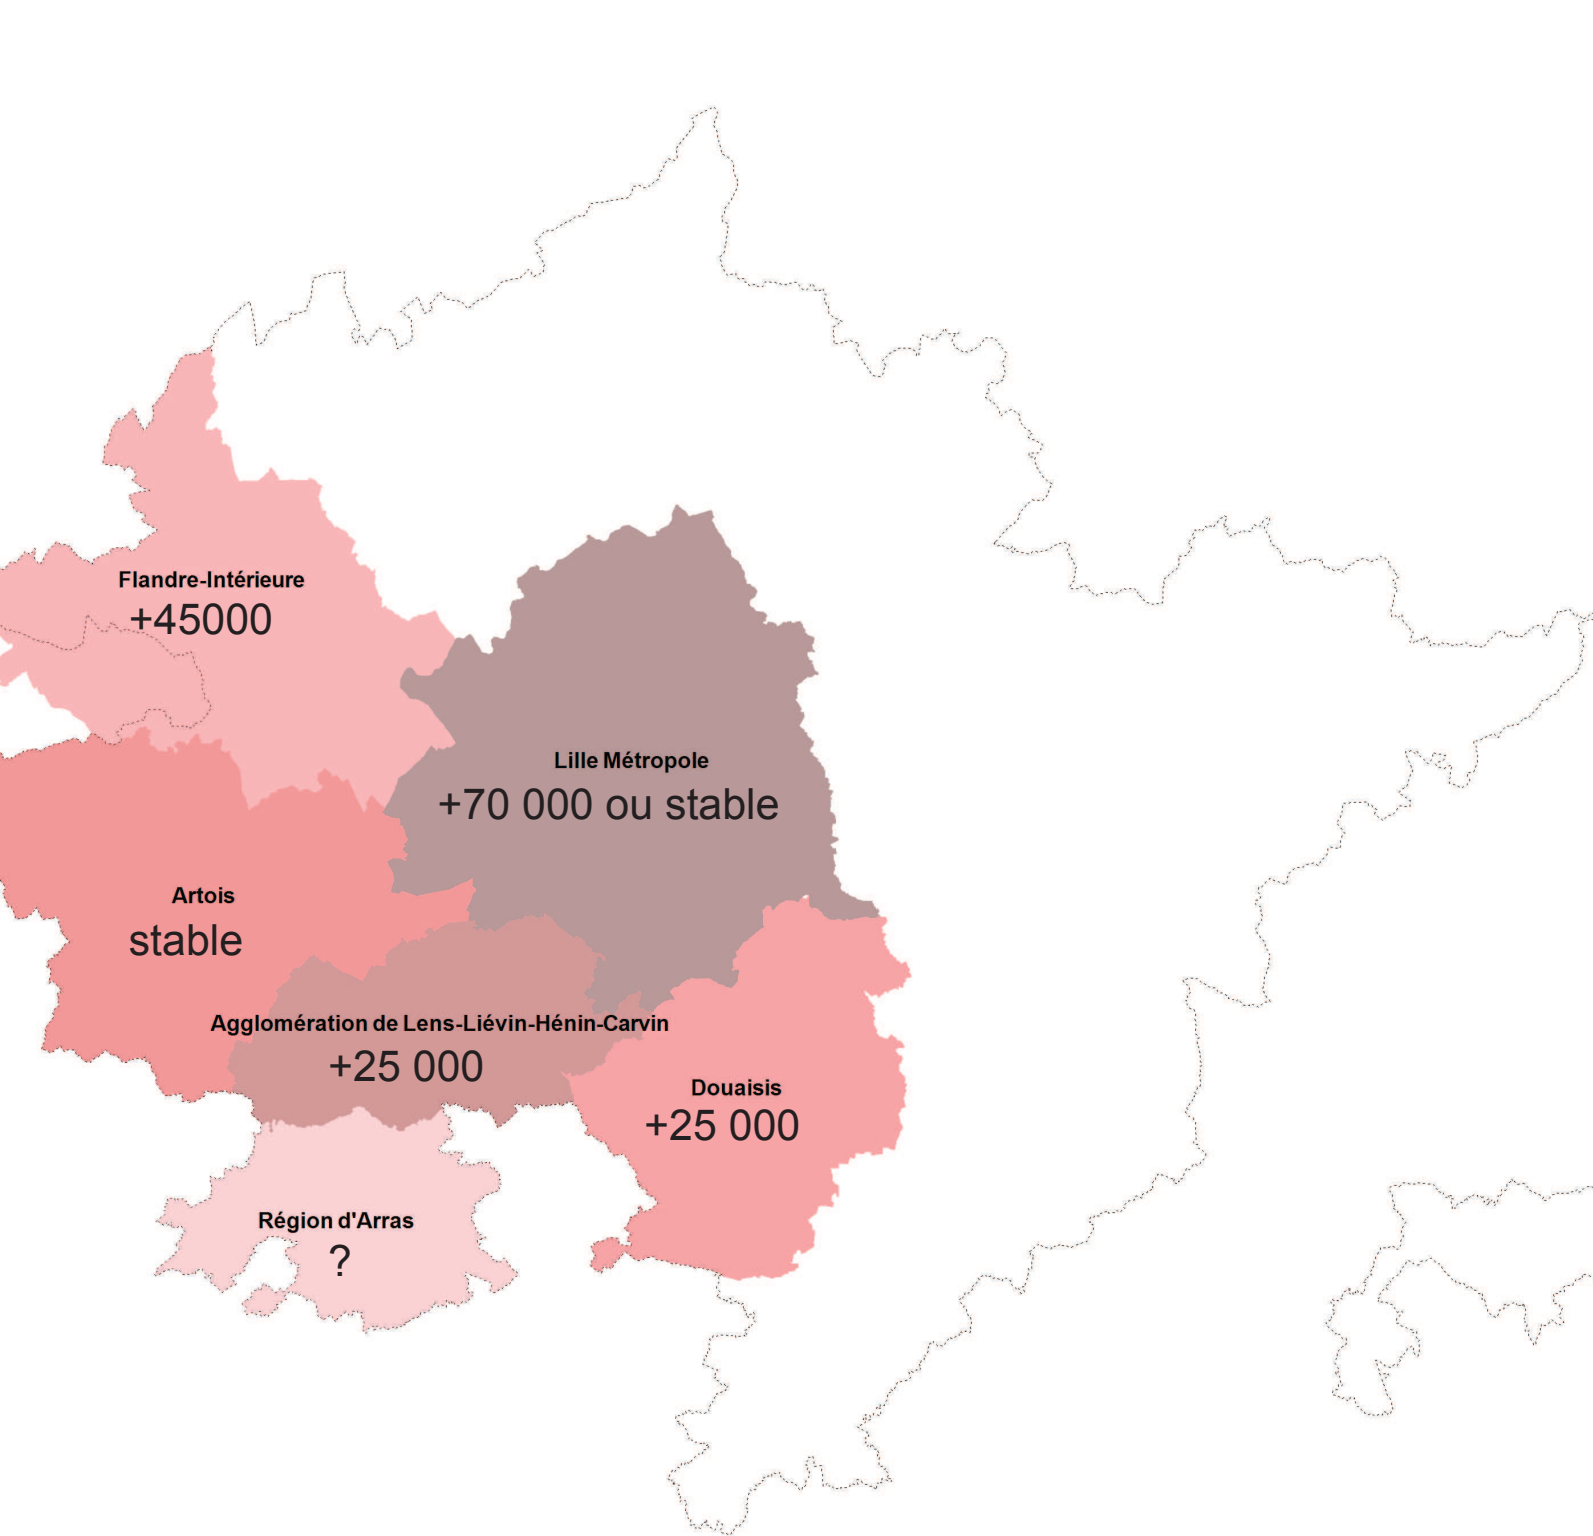 Flandre-Intérieure
+45000
Lille Métropole
+70 000 ou stable
Artois
stable
Agglomération de Lens-Liévin-Hénin-Carvin
+25 000
Douaisis
+25 000
Région d'Arras
?